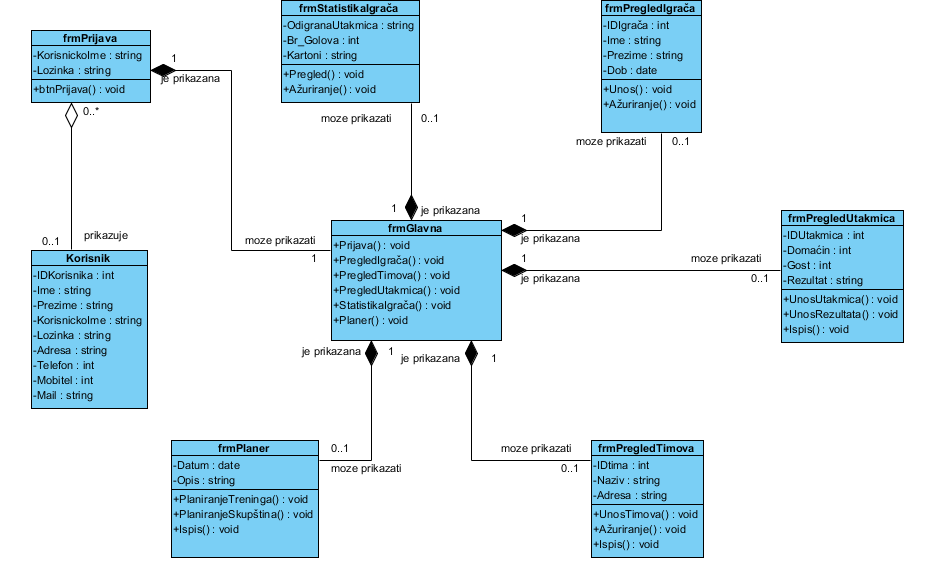 frmPrijava
-KorisnickoIme : string
-Lozinka : string
+btnPrijava() : void
1
je prikazana
0..*
prikazuje
0..1
Korisnik
-IDKorisnika : int
-Ime : string
-Prezime : string
-KorisnickoIme : string
-Lozinka : string
-Adresa : string
-Telefon : int
-Mobitel : int
-Mail : string
frmStatistikaIgrača
-OdigranaUtakmica : string
-Br_Golova : int
-Kartoni : string
+Pregled() : void
+Ažuriranje() : void
moze prikazati
0..1
1
je prikazana
frmPregledIgrača
-IDIgrača : int
-Ime : string
-Prezime : string
-Dob : date
+Unos() : void
+Ažuriranje() : void
moze prikazati
0..1
1
je prikazana
moze prikazati
1
frmGlavna
+Prijava() : void
+PregledIgrača() : void
+PregledTimova() : void
+PregledUtakmica() : void
+StatistikaIgrača() : void
+Planer() : void
1
je prikazana
moze prikazati
0..1
frmPregledUtakmica
-IDUtakmica : int
-Domaćin : int
-Gost : int
-Rezultat : string
+UnosUtakmica() : void
+UnosRezultata() : void
+Ispis() : void
je prikazana
1
je prikazana
1
frmPlaner
-Datum : date
-Opis : string
+PlaniranjeTreninga() : void
+PlaniranjeSkupština() : void
+Ispis() : void
0..1
moze prikazati
moze prikazati
0..1
frmPregledTimova
-IDtima : int
-Naziv : string
-Adresa : string
+UnosTimova() : void
+Ažuriranje() : void
+Ispis() : void